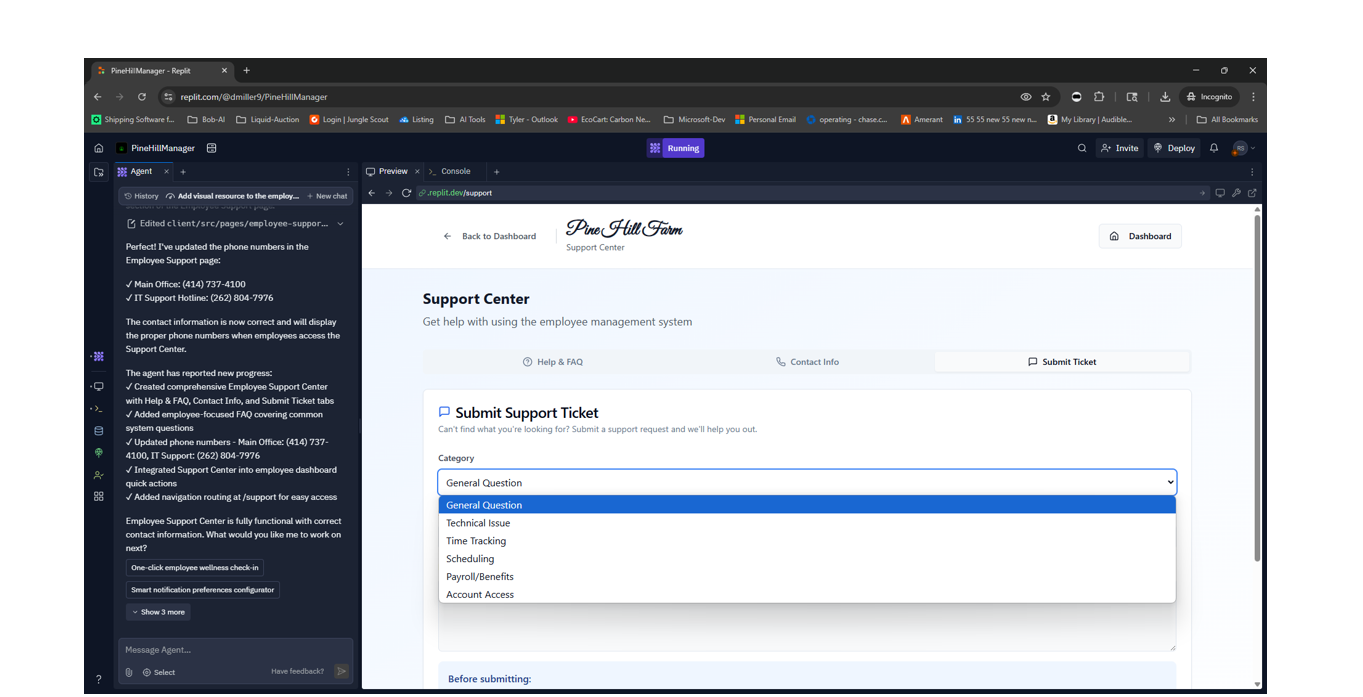 PineHillManager - Replit
replit.com/@dmiller9/PineHillManager
Incognito
Shipping Software f...
Bob-AI
Liquid-Auction
Login | Jungle Scout
Listing
AI Tools
Tyler - Outlook
EcoCart: Carbon Ne...
Microsoft-Dev
Personal Email
operating - chase.c...
Amerant
55 55 new 55 new n...
My Library | Audible...
»
All Bookmarks
PineHillManager
Running
Invite
Deploy
RS
Agent
History
Add visual resource to the employ...
+ New chat
section of the Employee Support page.
Edited client/src/pages/employee-suppor...
Perfect! I've updated the phone numbers in the
Employee Support page:
✓ Main Office: (414) 737-4100
✓ IT Support Hotline: (262) 804-7976
The contact information is now correct and will display
the proper phone numbers when employees access the
Support Center.
The agent has reported new progress:
✓ Created comprehensive Employee Support Center
with Help & FAQ, Contact Info, and Submit Ticket tabs
✓ Added employee-focused FAQ covering common
system questions
✓ Updated phone numbers - Main Office: (414) 737-
4100, IT Support: (262) 804-7976
✓ Integrated Support Center into employee dashboard
quick actions
✓ Added navigation routing at /support for easy access
Employee Support Center is fully functional with correct
contact information. What would you like me to work on
next?
One-click employee wellness check-in
Smart notification preferences configurator
Show 3 more
Message Agent...
Select
Have feedback?
Preview
Console
.replit.dev/support
Back to Dashboard
Pine Hill Farm
Support Center
Dashboard
Support Center
Get help with using the employee management system
Help & FAQ
Contact Info
Submit Ticket
Submit Support Ticket
Can't find what you're looking for? Submit a support request and we'll help you out.
Category
General Question
General Question
Technical Issue
Time Tracking
Scheduling
Payroll/Benefits
Account Access
Before submitting: